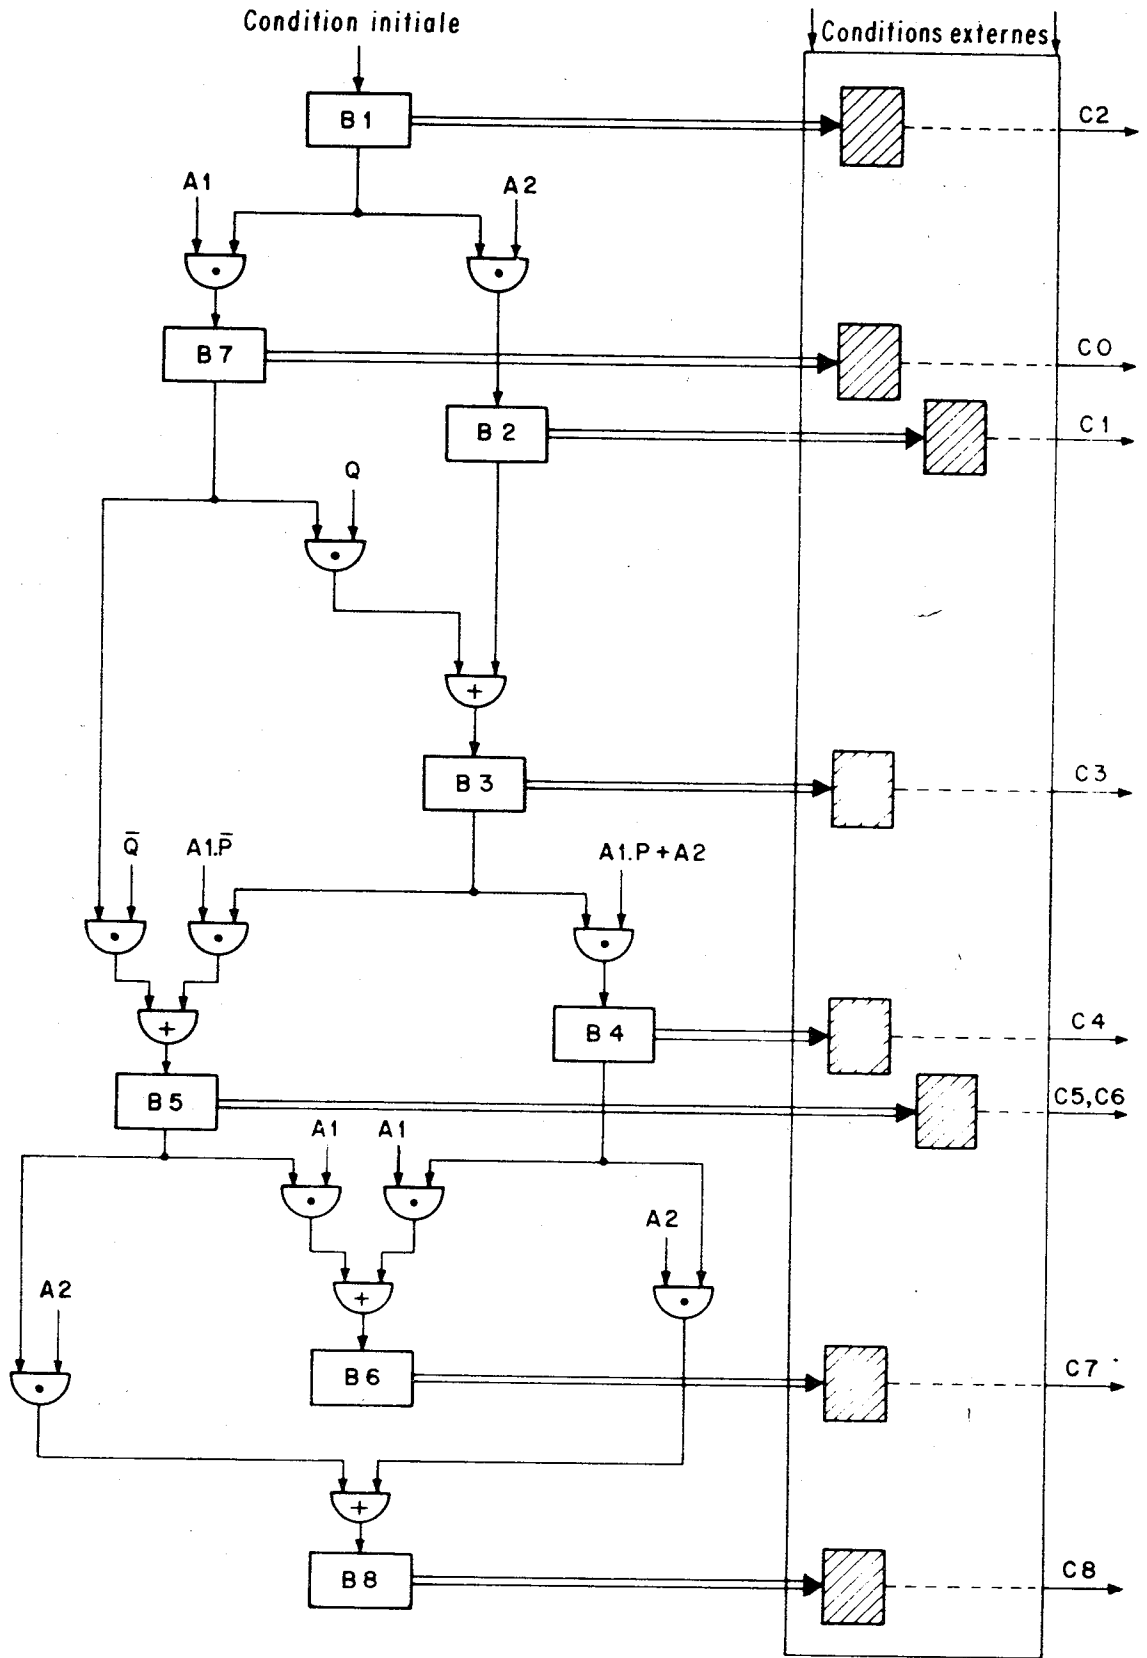 Condition initiale
Conditions externes
B1
C2
A1
A2
•
•
B7
C0
B2
C1
Q
•
+
B3
C3
Q̄
A1.P̄
A1.P+A2
•
•
•
+
B4
C4
B5
C5,C6
A1
A1
•
•
A2
A2
+
•
B6
C7
•
+
B8
C8